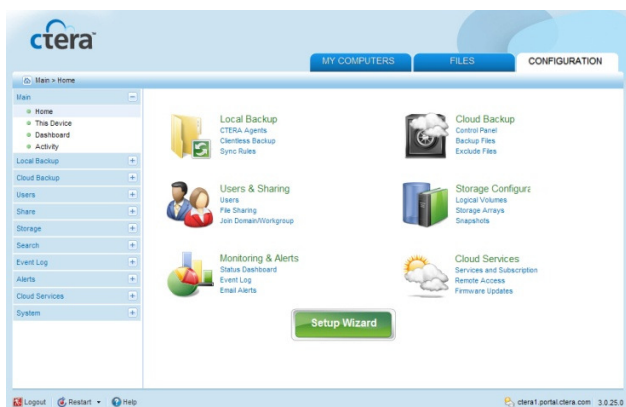 ctera
MY COMPUTERS
FILES
CONFIGURATION
Main > Home
Main
Home
This Device
Dashboard
Activity
Local Backup
Cloud Backup
Users
Share
Storage
Search
Event Log
Alerts
Cloud Services
System
Local Backup
CTERA Agents
Clientless Backup
Sync Rules
Cloud Backup
Control Panel
Backup Files
Exclude Files
Users & Sharing
Users
File Sharing
Join Domain/Workgroup
Storage Configura
Logical Volumes
Storage Arrays
Snapshots
Monitoring & Alerts
Status Dashboard
Event Log
Email Alerts
Cloud Services
Services and Subscription
Remote Access
Firmware Updates
Setup Wizard
Logout Restart Help
ctera1.portal.ctera.com 3.0.25.0